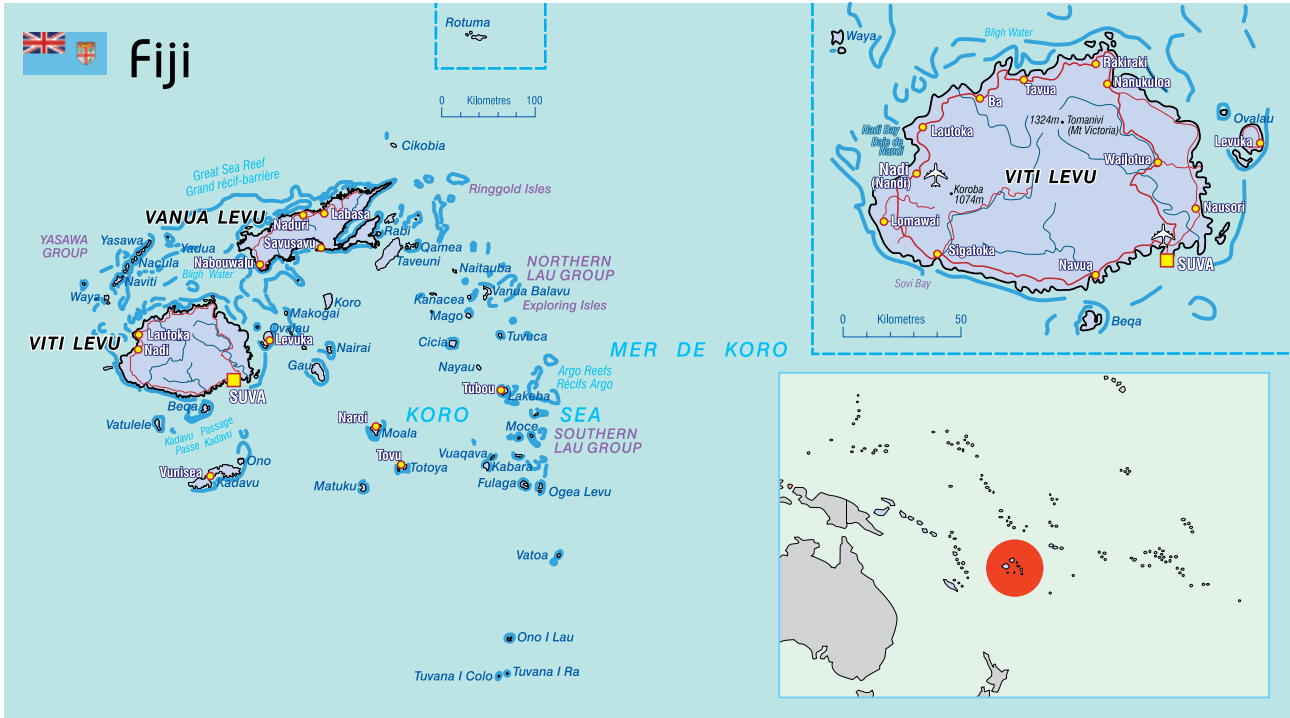 Fiji
Rotuma
0 Kilometres 100
Cikobia
Great Sea Reef
Grand récif-barrière
Ringgold Isles
VANUA LEVU
Labasa
Naduri
Rabi
YASAWA
GROUP
Yasawa
Yadua
Savusavu
Qamea
Taveuni
Nacula
Nabouwalu
Bligh Water
Naviti
Naitauba
NORTHERN
LAU GROUP
Waya
Koro
Kanacea
Vanua Balavu
Exploring Isles
Makogai
Mago
Ovalau
VITI LEVU
Lautoka
Levuka
Nadi
Nairai
Cicia
Tuvuca
MER DE KORO
Gau
Nayau
Argo Reefs
Récifs Argo
SUVA
Tubou
Lakeba
Beqa
Vatulele
Kadavu Passage
Passe Kadavu
Naroi
KORO SEA
Moala
Moce
SOUTHERN
LAU GROUP
Tovu
Vuaqava
Ono
Totoya
Kabara
Vunisea
Kadavu
Matuku
Fulaga
Ogea Levu
Vatoa
Ono I Lau
Tuvana I Colo
Tuvana I Ra
Waya
Bligh Water
Rakiraki
Nanukuloa
Tavua
Ba
Ovalau
1324m
Tomanivi
(Mt Victoria)
Nadi Bay
Baie de
Nandi
Lautoka
Levuka
Wailotua
Nadi
(Nandi)
VITI LEVU
Koroba
1074m
Nausori
Lomawai
Sigatoka
Navua
SUVA
Sovi Bay
0 Kilometres 50
Beqa